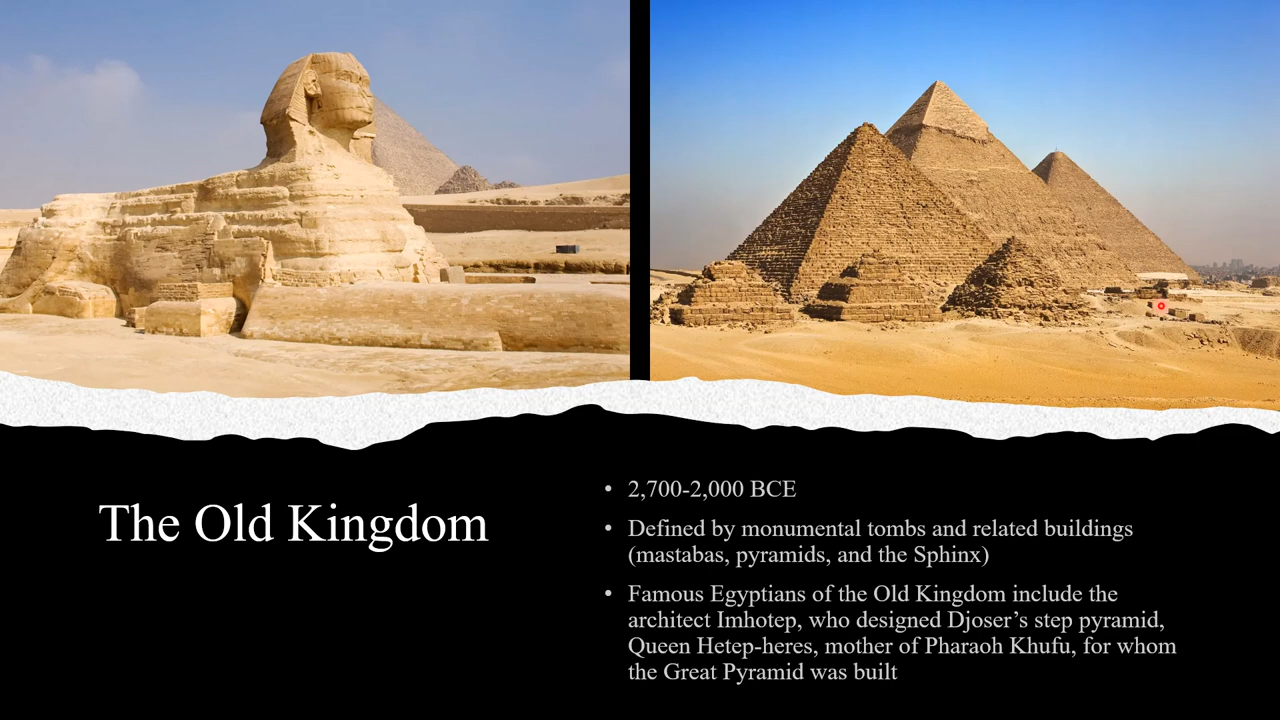 The Old Kingdom
• 2,700-2,000 BCE
• Defined by monumental tombs and related buildings
(mastabas, pyramids, and the Sphinx)
• Famous Egyptians of the Old Kingdom include the
architect Imhotep, who designed Djoser’s step pyramid,
Queen Hetep-heres, mother of Pharaoh Khufu, for whom
the Great Pyramid was built